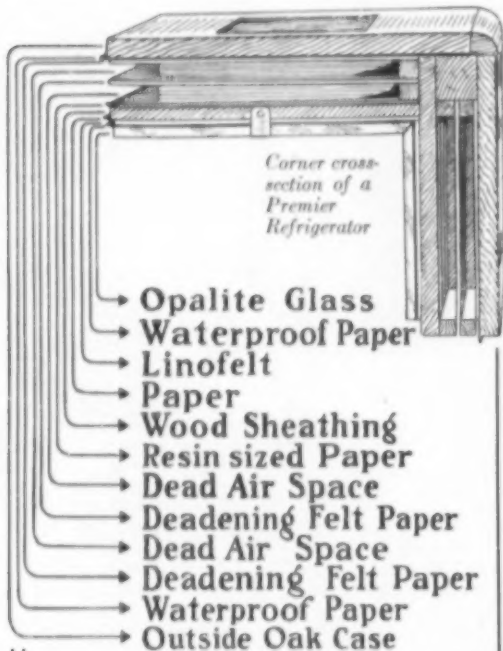 Corner cross-
section of a
Premier
Refrigerator
Opalite Glass
Waterproof Paper
Linofelt
Paper
Wood Sheathing
Resin sized Paper
Dead Air Space
Deadening Felt Paper
Dead Air Space
Deadening Felt Paper
Waterproof Paper
Outside Oak Case